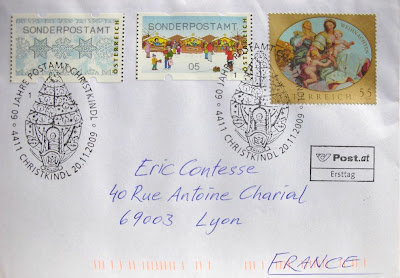 SONDERPOSTAMT
ÖSTERREICH
SONDERPOSTAMT
05
ÖSTERREICH
ÖSTERREICH 55
60 JAHRE POSTAMT CHRISTKINDL
4411 CHRISTKINDL 20.11.2009
60 JAHRE POSTAMT
4411 CHRISTKINDL 20.11.2009
Post.at
Ersttag
Eric Contesse
40 Rue Antoine Charial
69003 Lyon
FRANCE